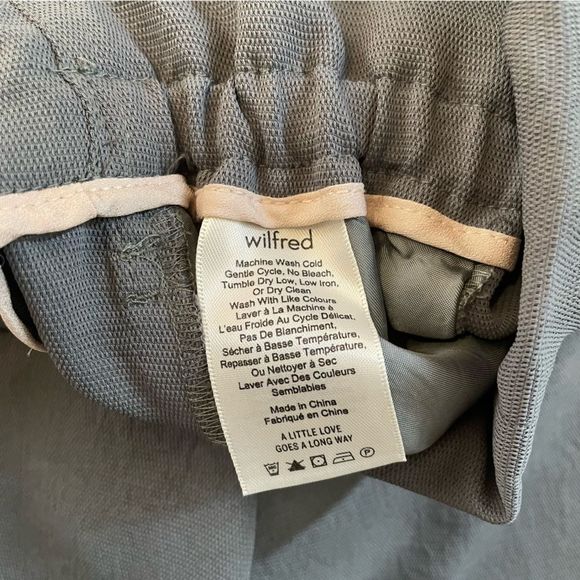 wilfred
Machine Wash Cold
Gentle Cycle, No Bleach,
Tumble Dry Low, Low Iron,
Or Dry Clean
Wash With Like Colours
Laver à La Machine à
L'eau Froide Au Cycle Délicat,
Pas De Blanchiment,
Sécher à Basse Température,
Repasser à Basse Température,
Ou Nettoyer à Sec
Laver Avec Des Couleurs
Semblables
Made in China
Fabriqué en Chine
A LITTLE LOVE
GOES A LONG WAY
P